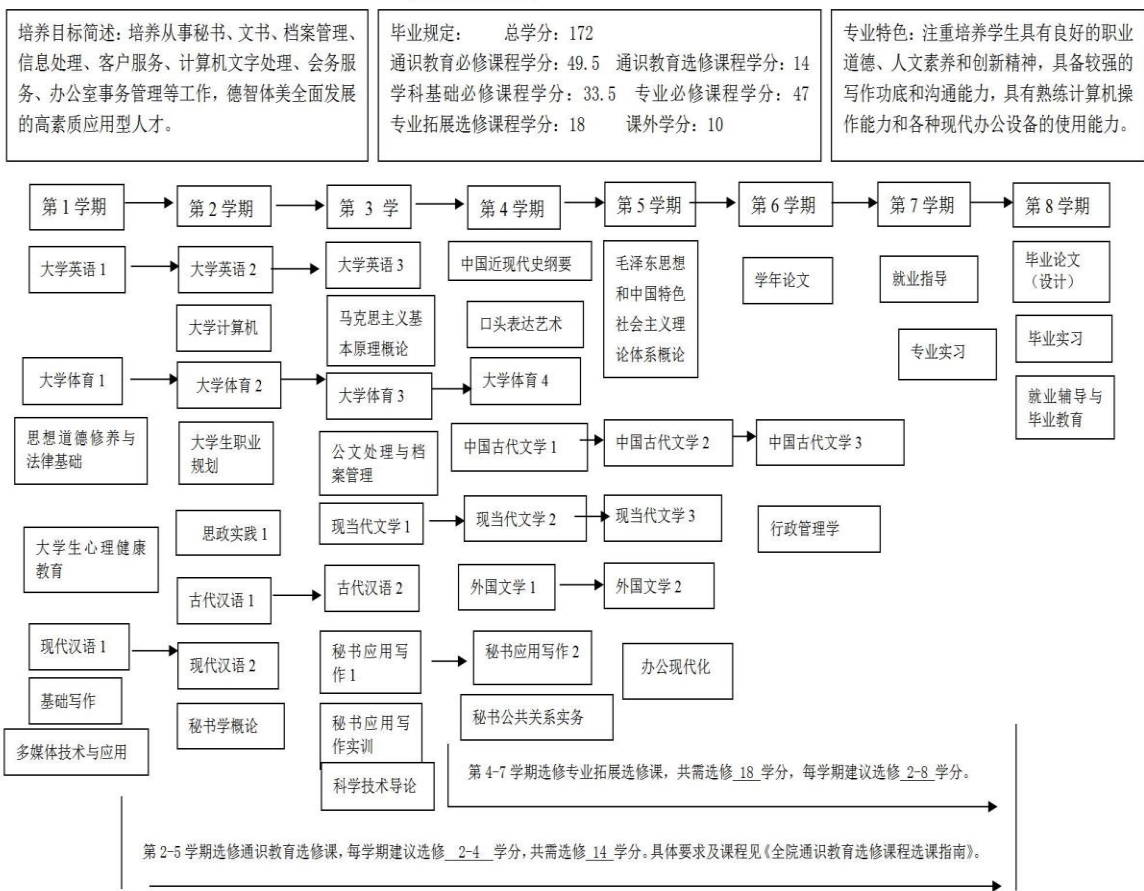 培养目标简述：培养从事秘书、文书、档案管理、
信息处理、客户服务、计算机文字处理、会务服
务、办公室事务管理等工作，德智体美全面发展
的高素质应用型人才。
毕业规定： 总学分：172
通识教育必修课程学分：49.5 通识教育选修课程学分：14
学科基础必修课程学分：33.5 专业必修课程学分：47
专业拓展选修课程学分：18 课外学分：10
专业特色：注重培养学生具有良好的职业
道德、人文素养和创新精神，具备较强的
写作功底和沟通能力，具有熟练计算机操
作能力和各种现代办公设备的使用能力。
第1学期
第2学期
第 3 学
第4学期
第5学期
第6学期
第7学期
第8学期
大学英语1
大学英语2
大学英语3
中国近现代史纲要
毛泽东思想
和中国特色
社会主义理
论体系概论
学年论文
就业指导
毕业论文
（设计）
大学计算机
马克思主义基
本原理概论
口头表达艺术
专业实习
毕业实习
大学体育1
大学体育2
大学体育3
大学体育4
就业辅导与
毕业教育
思想道德修养与
法律基础
大学生职业
规划
公文处理与档
案管理
中国古代文学1
中国古代文学2
中国古代文学3
大学生心理健康
教育
思政实践1
现当代文学1
现当代文学2
现当代文学3
行政管理学
古代汉语1
古代汉语2
外国文学1
外国文学2
现代汉语1
现代汉语2
秘书应用写
作1
秘书应用写作2
办公现代化
基础写作
秘书学概论
秘书应用写
作实训
秘书公共关系实务
多媒体技术与应用
科学技术导论
第4-7学期选修专业拓展选修课，共需选修 18 学分，每学期建议选修 2-8 学分。
第2-5学期选修通识教育选修课，每学期建议选修 2-4 学分，共需选修 14 学分。具体要求及课程见《全院通识教育选修课程选课指南》。